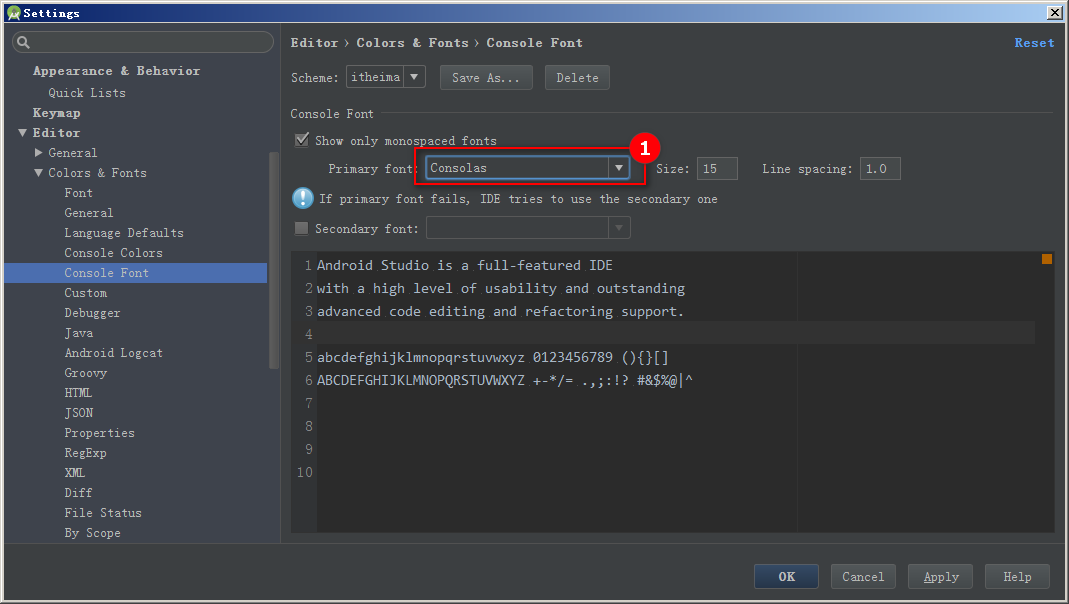 Settings
Editor › Colors & Fonts › Console Font
Reset
Appearance & Behavior
Quick Lists
Keymap
Editor
General
Colors & Fonts
Font
General
Language Defaults
Console Colors
Console Font
Custom
Debugger
Java
Android Logcat
Groovy
HTML
JSON
Properties
RegExp
XML
Diff
File Status
By Scope
Scheme: itheima Save As... Delete
Console Font
Show only monospaced fonts
1
Primary font: Consolas Size: 15 Line spacing: 1.0
If primary font fails, IDE tries to use the secondary one
Secondary font:
1 Android Studio is a full-featured IDE
2 with a high level of usability and outstanding
3 advanced code editing and refactoring support.
4
5 abcdefghijklmnopqrstuvwxyz 0123456789 (){}[]
6 ABCDEFGHIJKLMNOPQRSTUVWXYZ +-*/= .,;:!? #&$%@|^
7
8
9
10
OK Cancel Apply Help